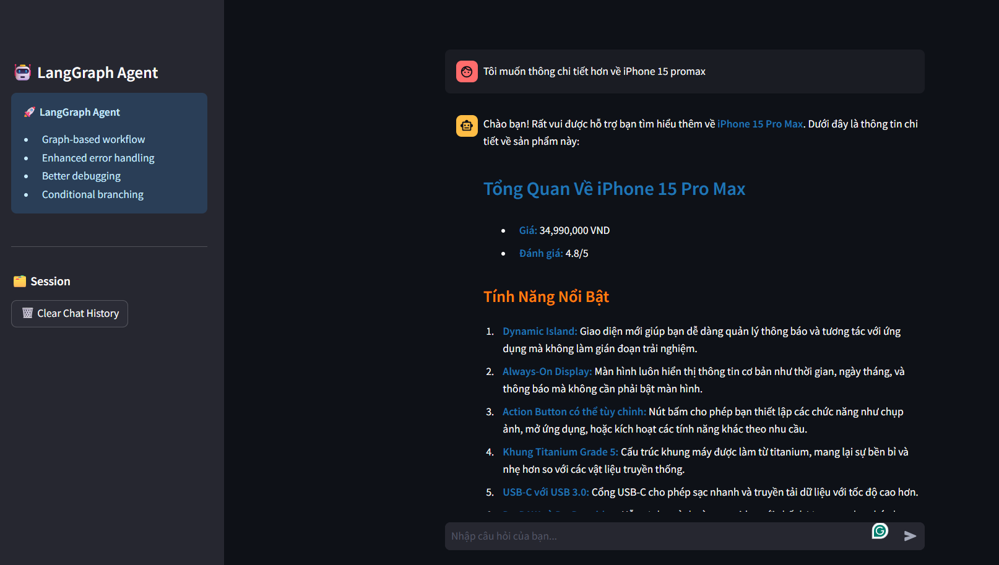 LangGraph Agent
LangGraph Agent
Graph-based workflow
Enhanced error handling
Better debugging
Conditional branching
Session
Clear Chat History
Tôi muốn thông chi tiết hơn về iPhone 15 promax
Chào bạn! Rất vui được hỗ trợ bạn tìm hiểu thêm về iPhone 15 Pro Max. Dưới đây là thông tin chi
tiết về sản phẩm này:
Tổng Quan Về iPhone 15 Pro Max
Giá: 34,990,000 VND
Đánh giá: 4.8/5
Tính Năng Nổi Bật
1. Dynamic Island: Giao diện mới giúp bạn dễ dàng quản lý thông báo và tương tác với ứng
dụng mà không làm gián đoạn trải nghiệm.
2. Always-On Display: Màn hình luôn hiển thị thông tin cơ bản như thời gian, ngày tháng, và
thông báo mà không cần phải bật màn hình.
3. Action Button có thể tùy chỉnh: Nút bấm cho phép bạn thiết lập các chức năng như chụp
ảnh, mở ứng dụng, hoặc kích hoạt các tính năng khác theo nhu cầu.
4. Khung Titanium Grade 5: Cấu trúc khung máy được làm từ titanium, mang lại sự bền bỉ và
nhẹ hơn so với các vật liệu truyền thống.
5. USB-C với USB 3.0: Cổng USB-C cho phép sạc nhanh và truyền tải dữ liệu với tốc độ cao hơn.
Nhập câu hỏi của bạn...